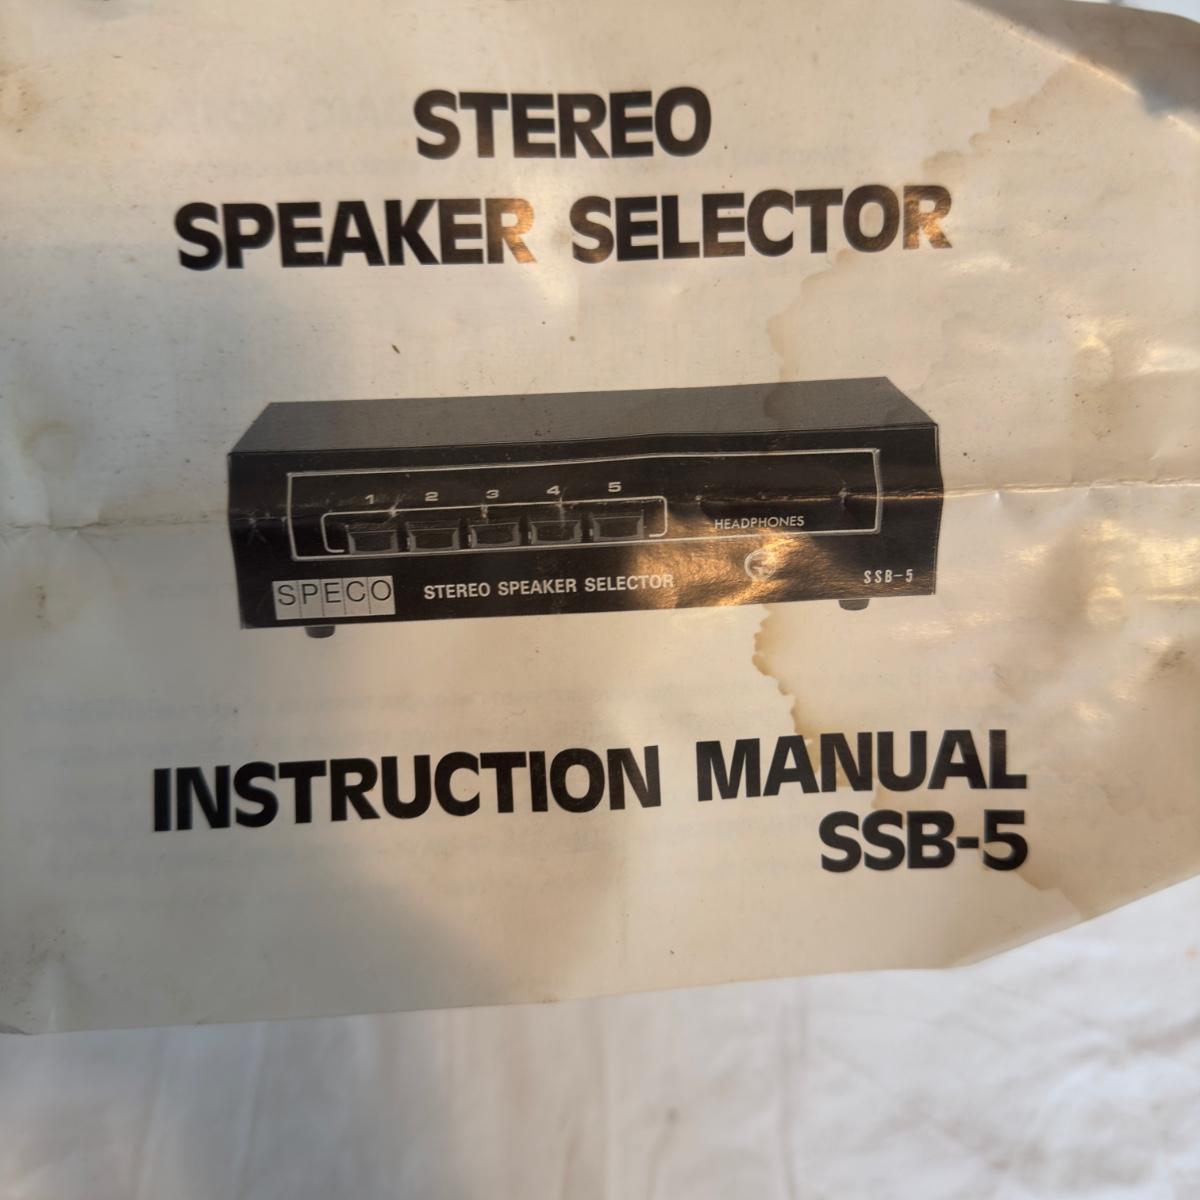 STEREO
SPEAKER SELECTOR
1 2 3 4 5
HEADPHONES
SPECO STEREO SPEAKER SELECTOR SSB-5
INSTRUCTION MANUAL
SSB-5